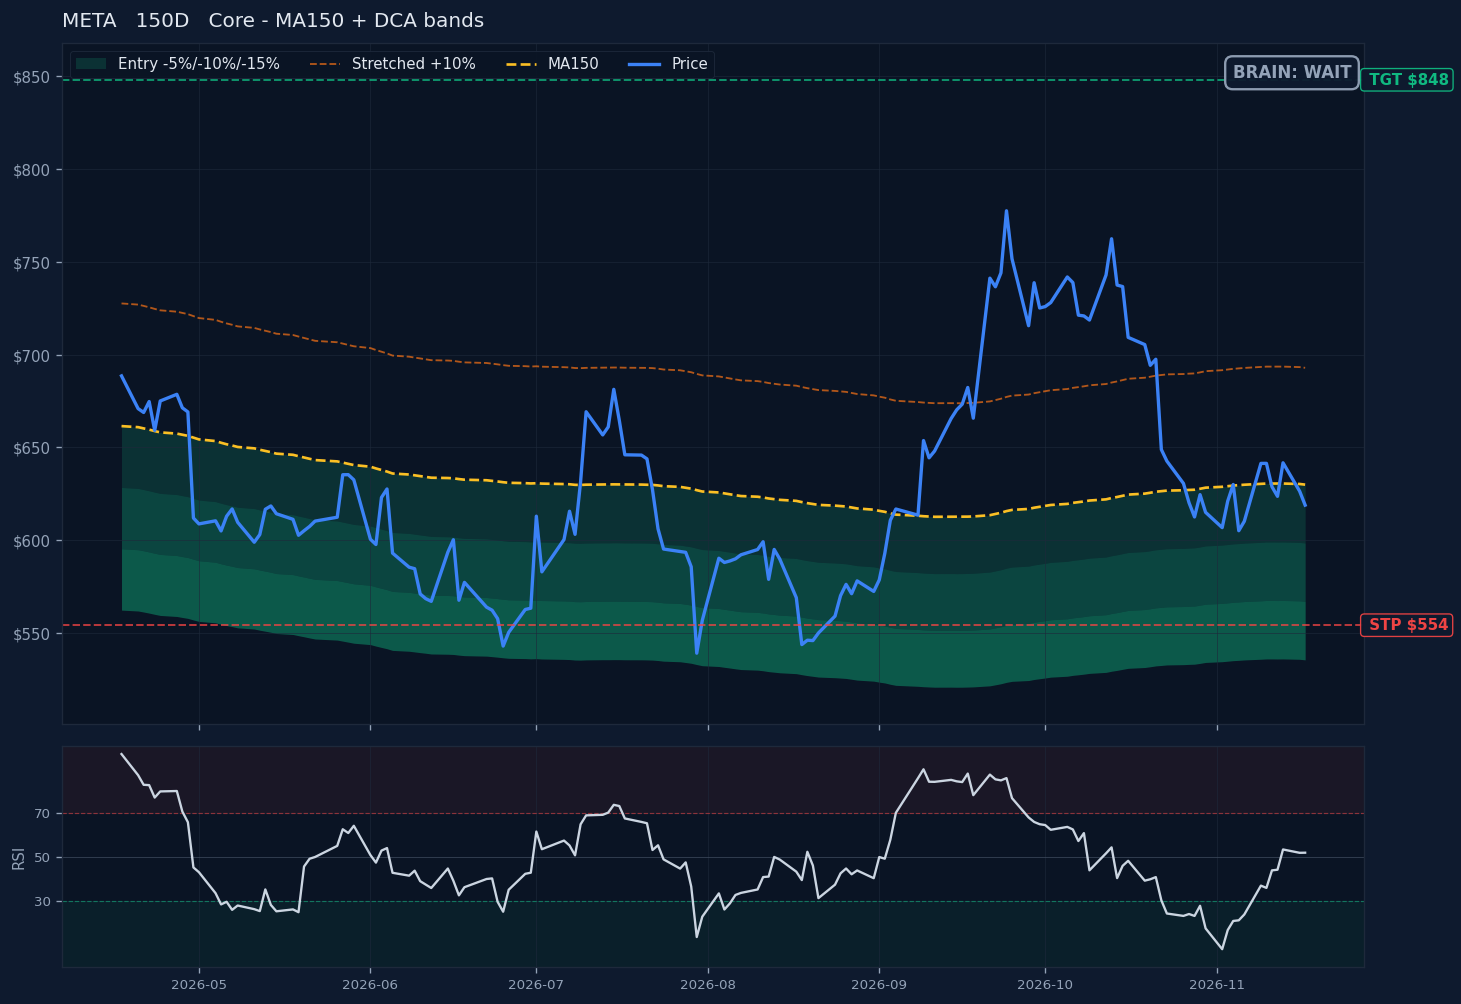 META 150D Core - MA150 + DCA bands
Entry -5%/-10%/-15% Stretched +10% MA150 Price
BRAIN: WAIT
TGT $848
$850
$800
$750
$700
$650
$600
$550
STP $554
RSI
70
50
30
2026-05 2026-06 2026-07 2026-08 2026-09 2026-10 2026-11